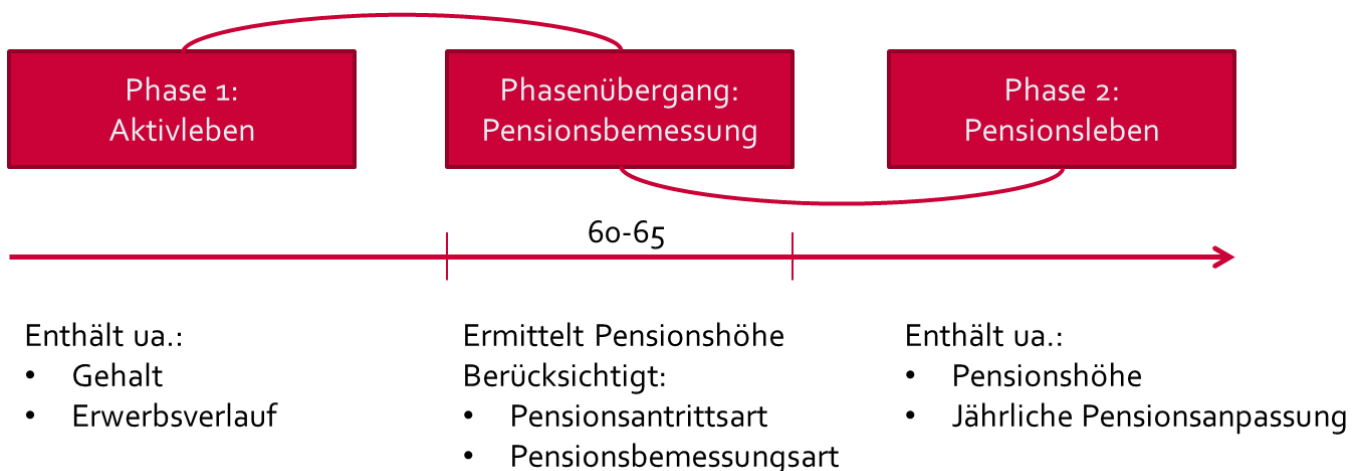 Phase 1:
Aktivleben
Phasenübergang:
Pensionsbemessung
Phase 2:
Pensionsleben
60-65
Enthält ua.:
• Gehalt
• Erwerbsverlauf
Ermittelt Pensionshöhe
Berücksichtigt:
• Pensionsantrittsart
• Pensionsbemessungsart
Enthält ua.:
• Pensionshöhe
• Jährliche Pensionsanpassung